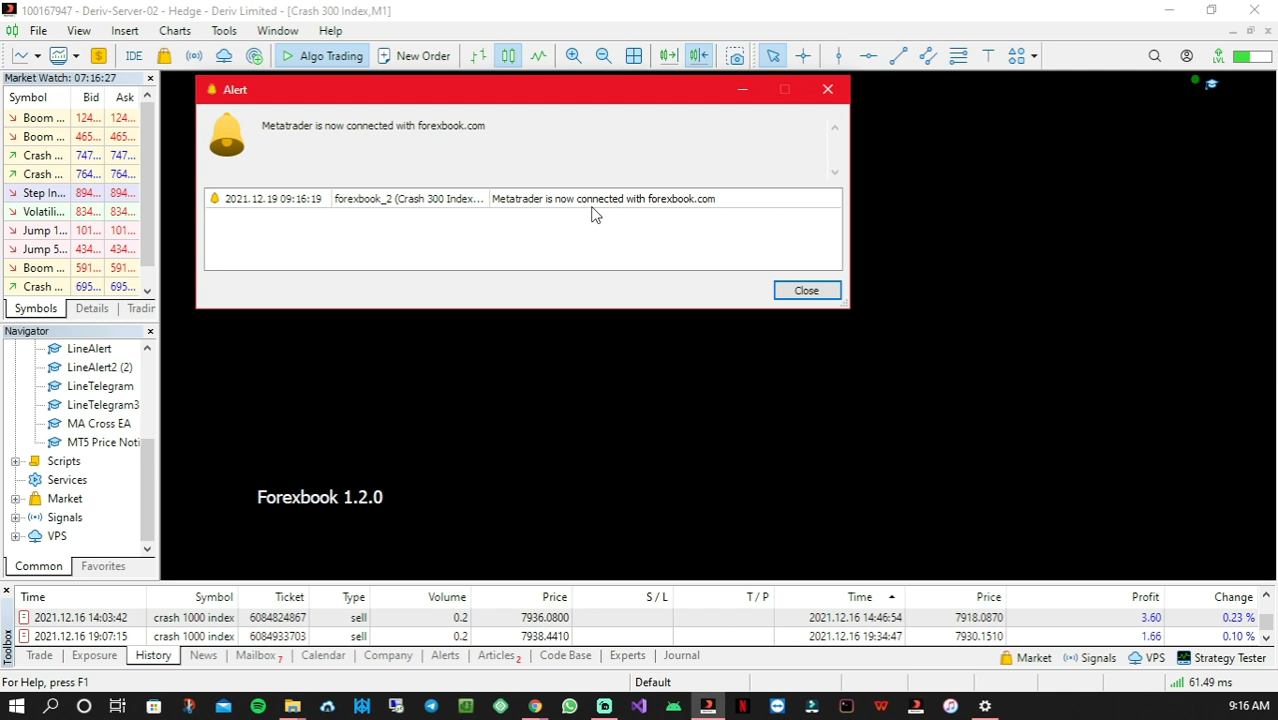 100167947 - Deriv-Server-02 - Hedge - Deriv Limited - [Crash 300 Index,M1]
File View Insert Charts Tools Window Help
IDE Algo Trading New Order
Market Watch: 07:16:27
Symbol Bid Ask
Boom ... 124... 124...
Boom ... 465... 465...
Crash ... 747... 747...
Crash ... 764... 764...
Step In... 894... 894...
Volatili... 834... 834...
Jump 1... 101... 101...
Jump 5... 434... 434...
Boom ... 591... 591...
Crash ... 695... 695...
Symbols Details Tradin
Alert
Metatrader is now connected with forexbook.com
2021.12.19 09:16:19 forexbook_2 (Crash 300 Index... Metatrader is now connected with forexbook.com
Close
Navigator
LineAlert
LineAlert2 (2)
LineTelegram
LineTelegram3
MA Cross EA
MT5 Price Noti
Scripts
Services
Market
Signals
VPS
Common Favorites
Forexbook 1.2.0
Time Symbol Ticket Type Volume Price S / L T / P Time Price Profit Change
2021.12.16 14:03:42 crash 1000 index 6084824867 sell 0.2 7936.0800 2021.12.16 14:46:54 7918.0870 3.60 0.23 %
2021.12.16 19:07:15 crash 1000 index 6084933703 sell 0.2 7938.4410 2021.12.16 19:34:47 7930.1510 1.66 0.10 %
Toolbox
Trade Exposure History News Mailbox 7 Calendar Company Alerts Articles 2 Code Base Experts Journal Market Signals VPS Strategy Tester
For Help, press F1 Default 61.49 ms
9:16 AM